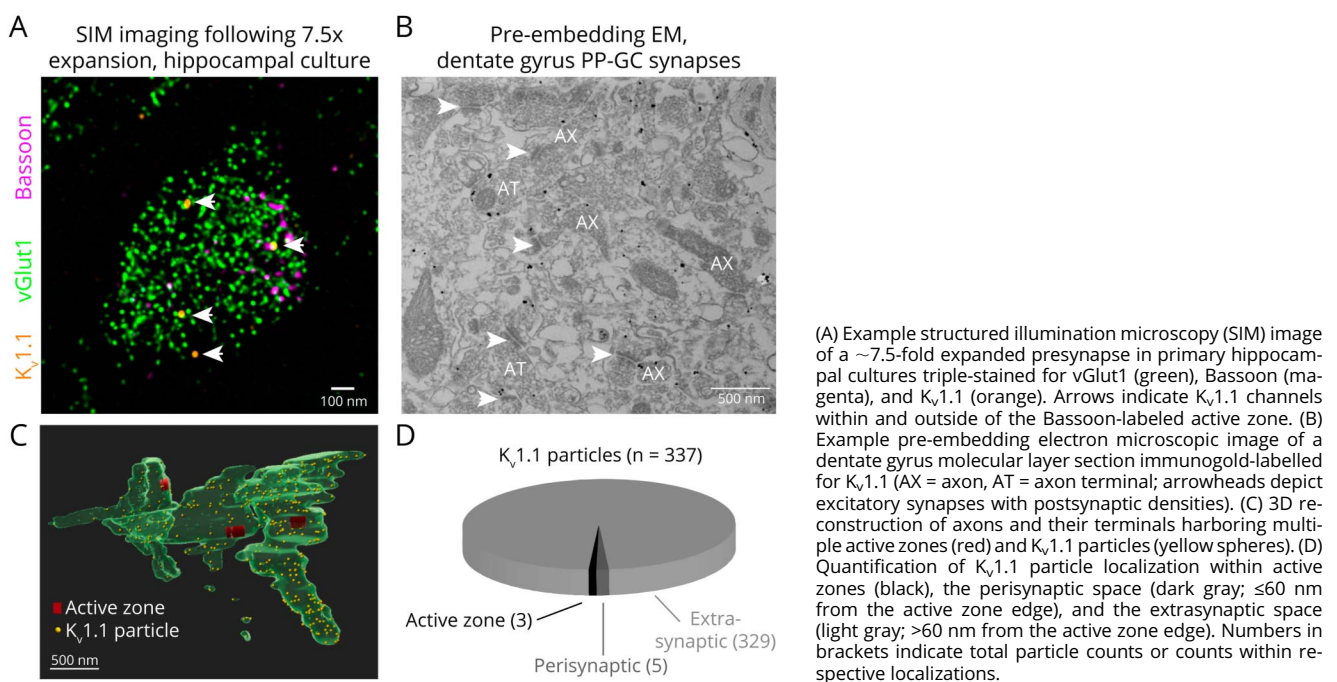 A
SIM imaging following 7.5x
expansion, hippocampal culture
Kv1.1 vGlut1 Bassoon
100 nm
B
Pre-embedding EM,
dentate gyrus PP-GC synapses
AX
AT
AX
AX
AT
AX
500 nm
C
Active zone
Kv1.1 particle
500 nm
D
Kv1.1 particles (n = 337)
Active zone (3)
Perisynaptic (5)
Extra-
synaptic (329)
(A) Example structured illumination microscopy (SIM) image
of a ~7.5-fold expanded presynapse in primary hippocam-
pal cultures triple-stained for vGlut1 (green), Bassoon (ma-
genta), and Kv1.1 (orange). Arrows indicate Kv1.1 channels
within and outside of the Bassoon-labeled active zone. (B)
Example pre-embedding electron microscopic image of a
dentate gyrus molecular layer section immunogold-labelled
for Kv1.1 (AX = axon, AT = axon terminal; arrowheads depict
excitatory synapses with postsynaptic densities). (C) 3D re-
construction of axons and their terminals harboring multi-
ple active zones (red) and Kv1.1 particles (yellow spheres). (D)
Quantification of Kv1.1 particle localization within active
zones (black), the perisynaptic space (dark gray; ≤60 nm
from the active zone edge), and the extrasynaptic space
(light gray; >60 nm from the active zone edge). Numbers in
brackets indicate total particle counts or counts within re-
spective localizations.